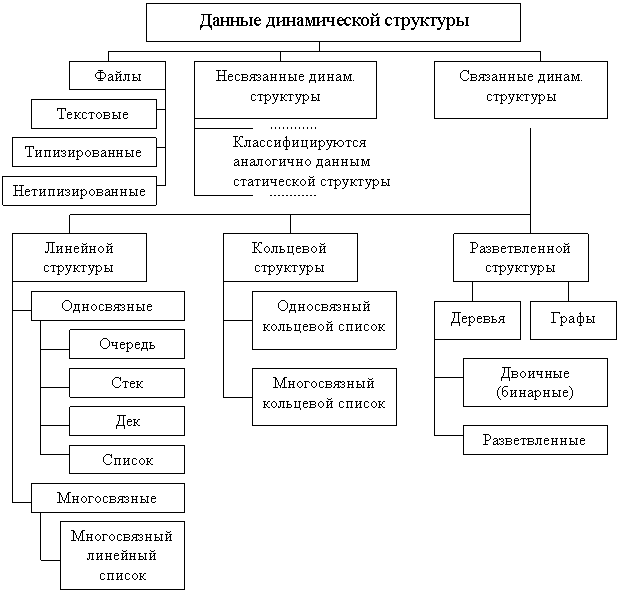 Данные динамической структуры
Файлы
Текстовые
Типизированные
Нетипизированные
Несвязанные динам.
структуры
Классифицируются
аналогично данным
статической структуры
Связанные динам.
структуры
Линейной
структуры
Односвязные
Очередь
Стек
Дек
Список
Многосвязные
Многосвязный
линейный
список
Кольцевой
структуры
Односвязный
кольцевой список
Многосвязный
кольцевой список
Разветвленной
структуры
Деревья
Графы
Двоичные
(бинарные)
Разветвленные